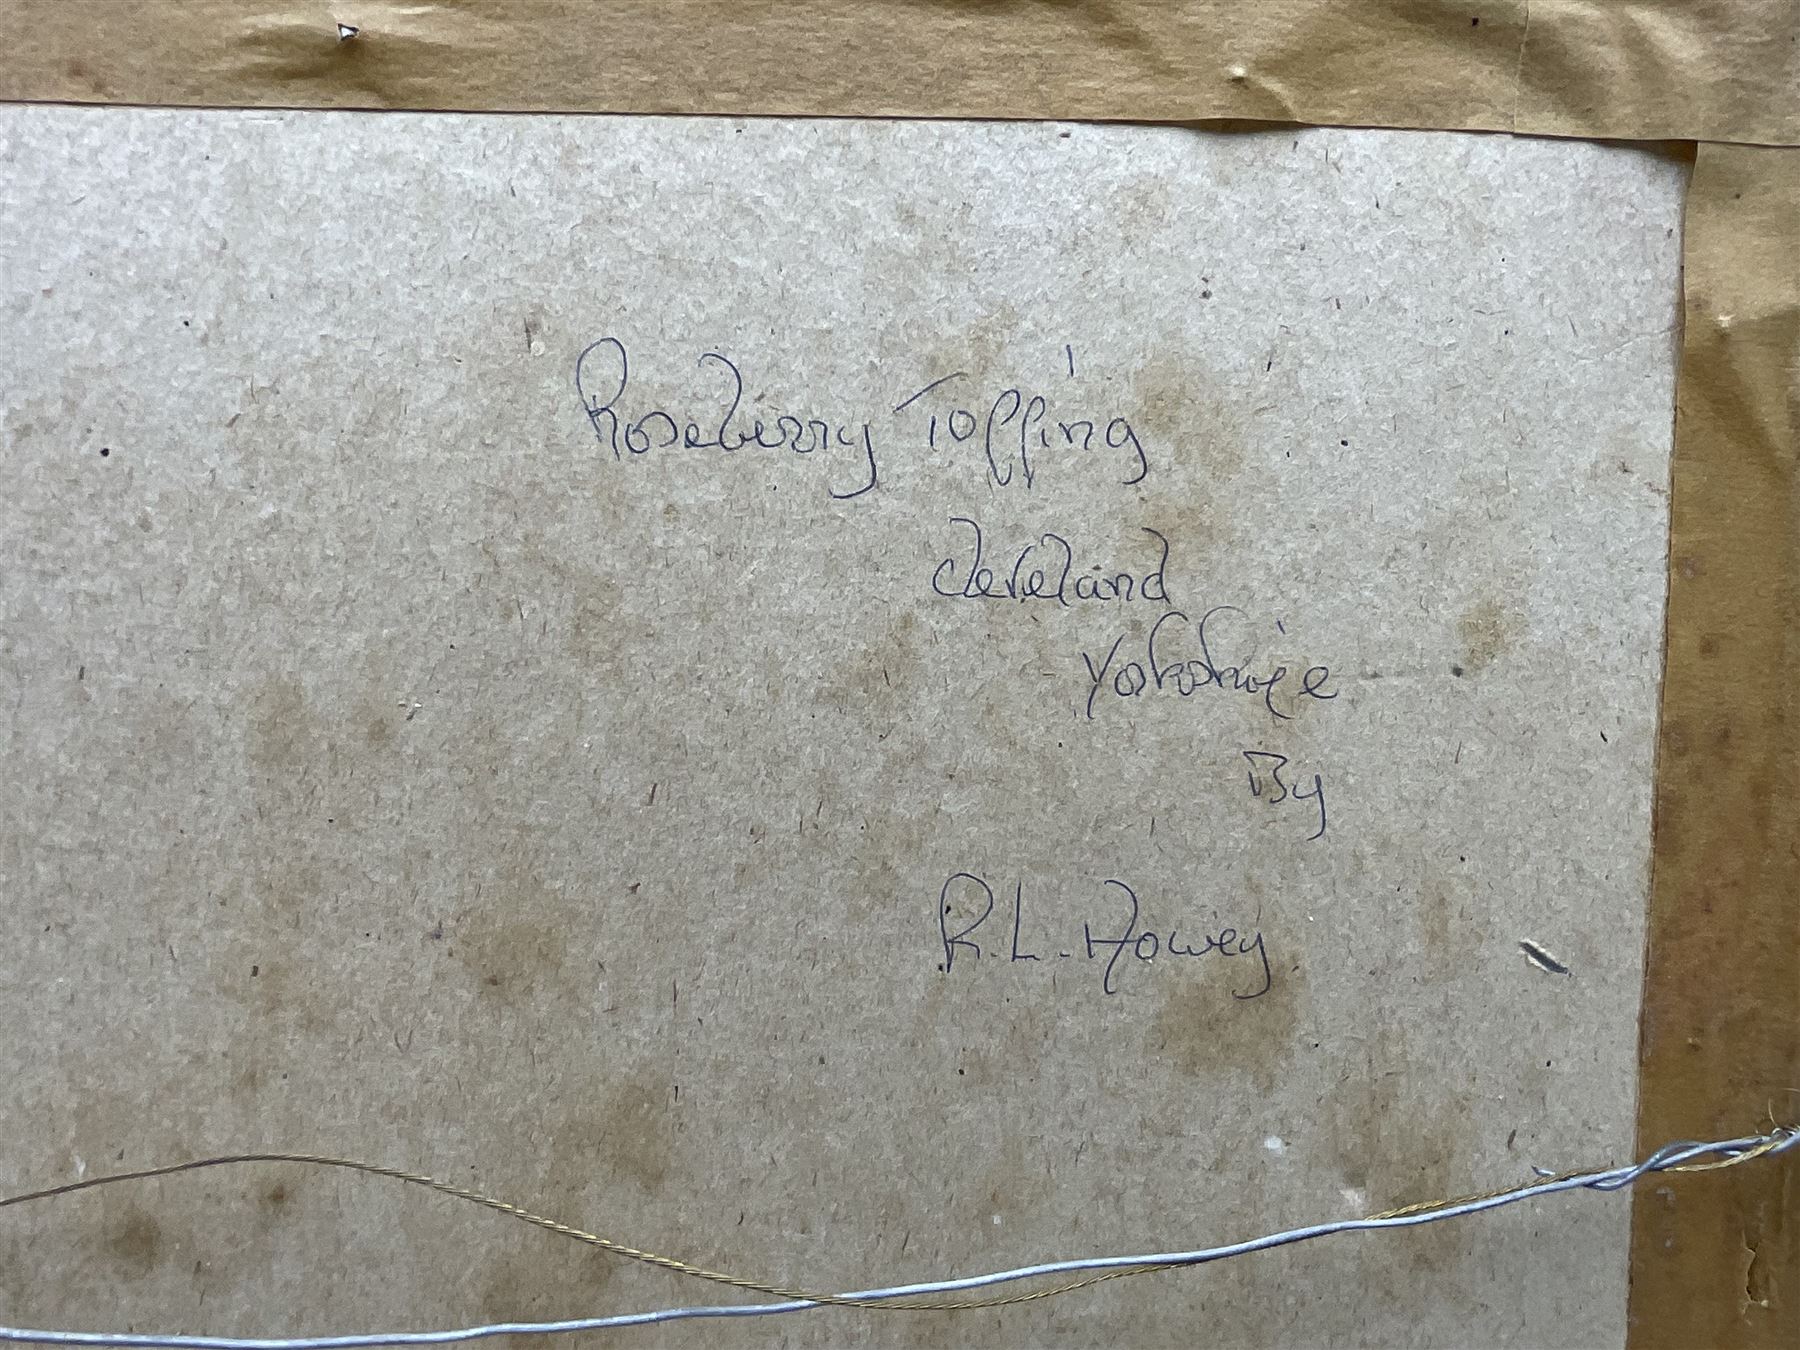 Roseberry Topping
Cleveland
Yorkshire
By
R. L. Howey